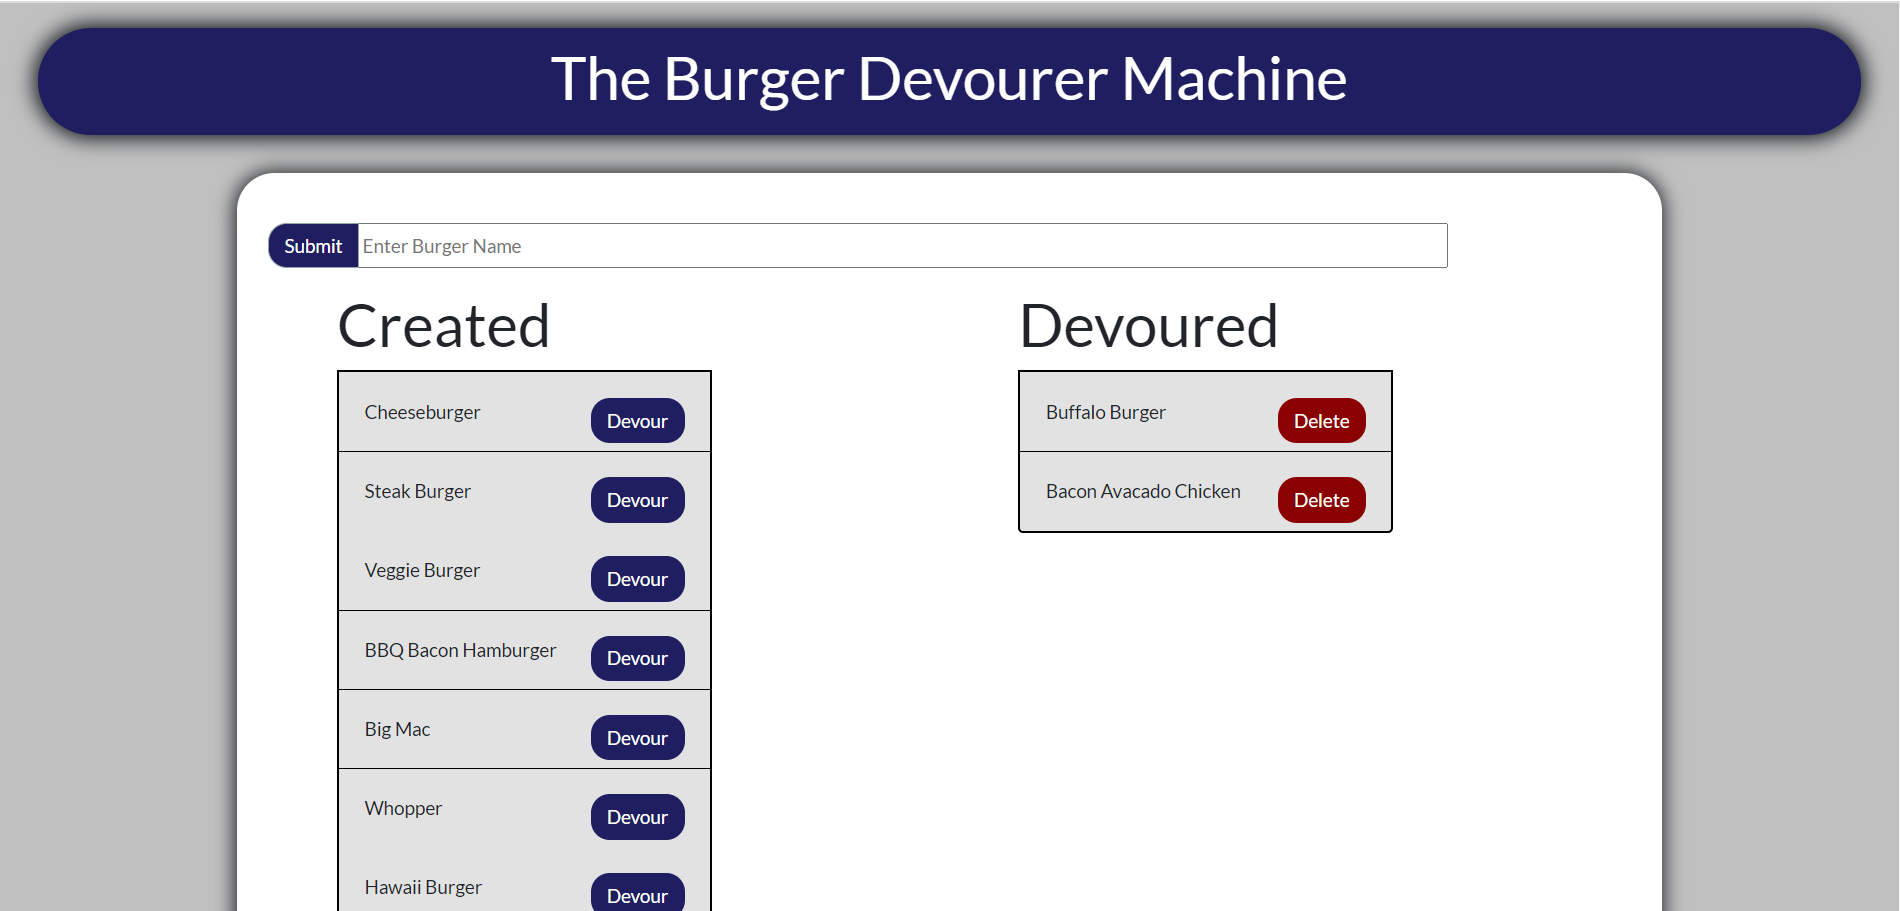 The Burger Devourer Machine
Submit Enter Burger Name
Created
Cheeseburger Devour
Steak Burger Devour
Veggie Burger Devour
BBQ Bacon Hamburger Devour
Big Mac Devour
Whopper Devour
Hawaii Burger Devour
Devoured
Buffalo Burger Delete
Bacon Avacado Chicken Delete